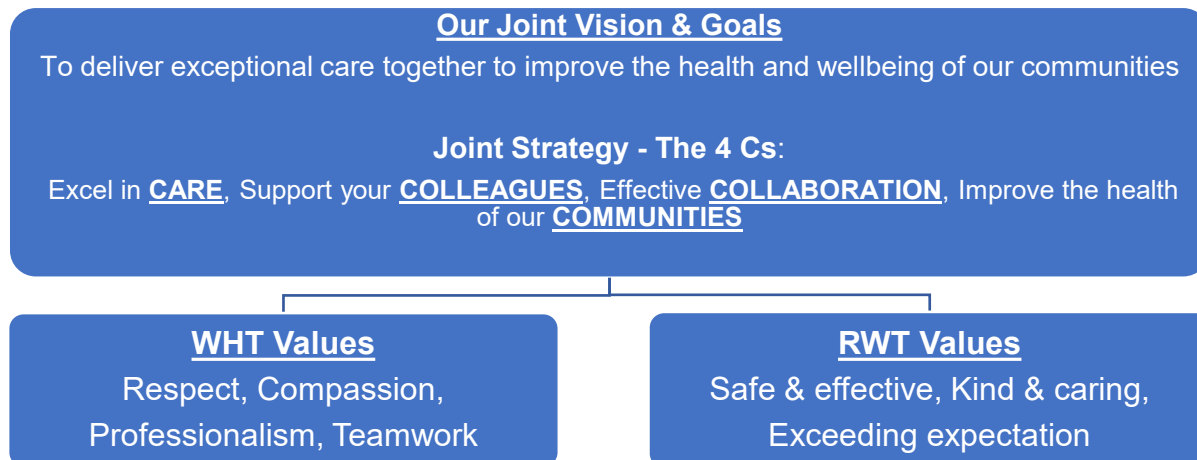 Our Joint Vision & Goals
To deliver exceptional care together to improve the health and wellbeing of our communities
Joint Strategy - The 4 Cs:
Excel in CARE, Support your COLLEAGUES, Effective COLLABORATION, Improve the health
of our COMMUNITIES
WHT Values
Respect, Compassion,
Professionalism, Teamwork
RWT Values
Safe & effective, Kind & caring,
Exceeding expectation